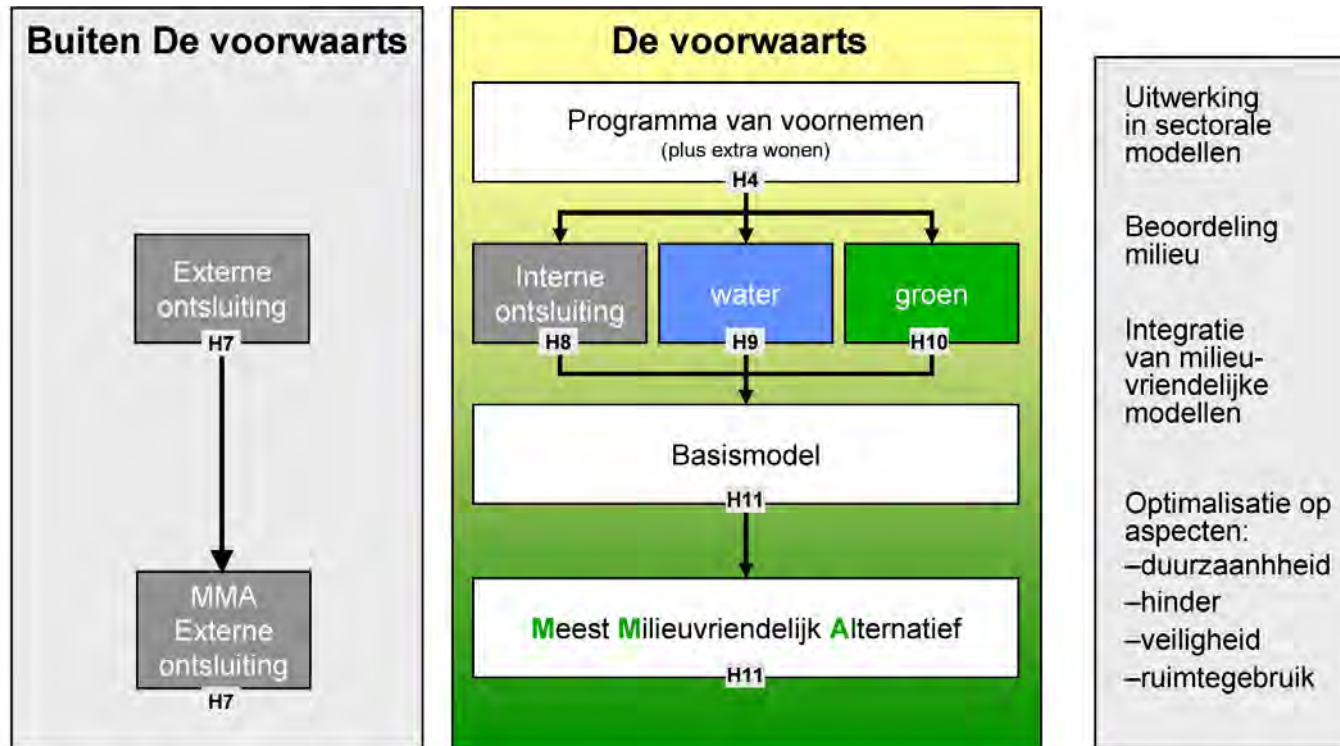 Buiten De voorwaarts
Externe
ontsluiting
H7
MMA
Externe
ontsluiting
H7
De voorwaarts
Programma van voornemen
(plus extra wonen)
H4
Interne
ontsluiting
H8
water
H9
groen
H10
Basismodel
H11
Meest Milieuvriendelijk Alternatief
H11
Uitwerking
in sectorale
modellen
Beoordeling
milieu
Integratie
van milieu-
vriendelijke
modellen
Optimalisatie op
aspecten:
–duurzaanhheid
–hinder
–veiligheid
–ruimtegebruik